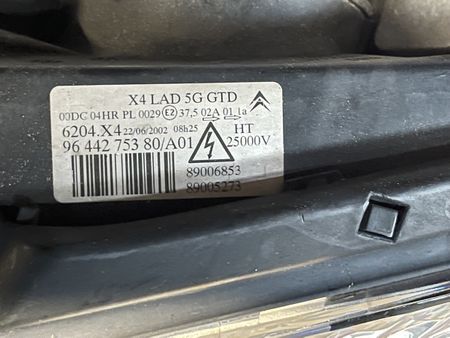 X4 LAD 5G GTD
00DC 04HR PL 0029 E2 37,5 02A 01 1a
6204.X4 22/06/2002 08h25 HT
96 442 753 80/A01 25000V
89006853
89005273